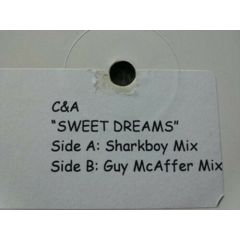 C&A
"SWEET DREAMS"
Side A: Sharkboy Mix
Side B: Guy McAffer Mix